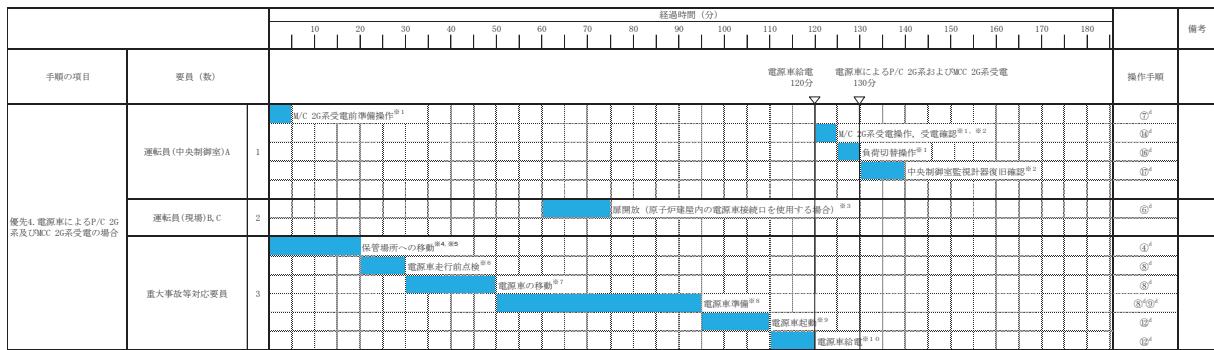 経過時間（分）
備考
10 20 30 40 50 60 70 80 90 100 110 120 130 140 150 160 170 180
手順の項目
要員（数）
電源車給電
120分
電源車によるP/C 2G系およびMCC 2G系受電
130分
操作手順
優先4.電源車によるP/C 2G
系及びMCC 2G系受電の場合
運転員(中央制御室)A
1
M/C 2G系受電前準備操作※1
⑦d
M/C 2G系受電操作，受電確認※1，※2
⑭d
負荷切替操作※1
⑯d
中央制御室監視計器復旧確認※2
⑰d
運転員(現場)B,C
2
扉開放（原子炉建屋内の電源車接続口を使用する場合）※3
⑥d
重大事故等対応要員
3
保管場所への移動※4，※5
④d
電源車走行前点検※6
⑧d
電源車の移動※7
⑧d
電源車準備※8
⑧d⑨d
電源車起動※9
⑫d
電源車給電※10
⑫d